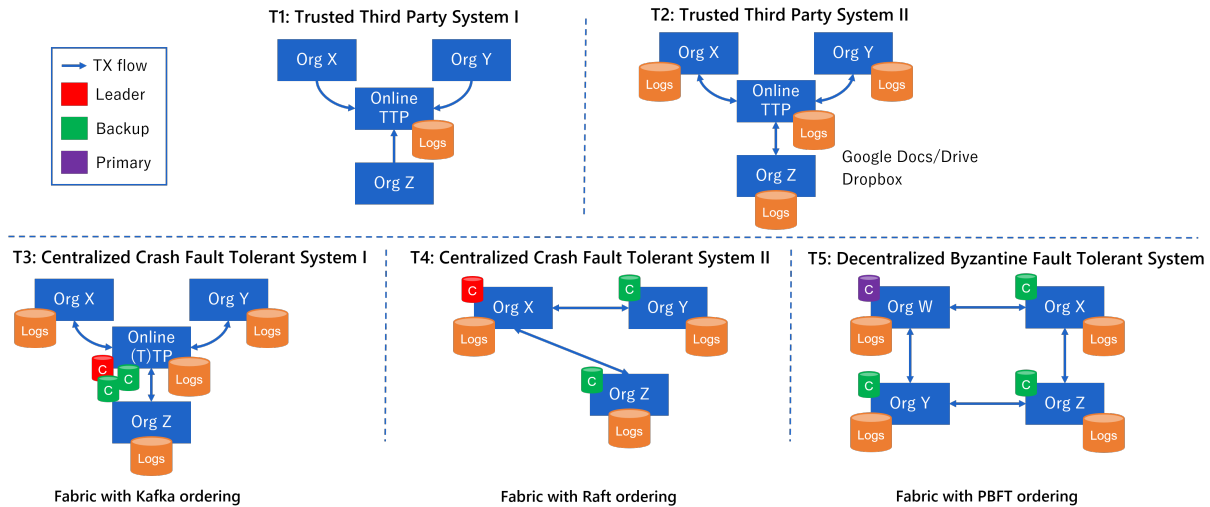 T1: Trusted Third Party System I
T2: Trusted Third Party System II
TX flow
Leader
Backup
Primary
Org X
Org Y
Online
TTP
Logs
Org Z
Org X
Org Y
Logs
Logs
Online
TTP
Logs
Org Z
Logs
Google Docs/Drive
Dropbox
T3: Centralized Crash Fault Tolerant System I
Org X
Org Y
Logs
Logs
Online
(T)TP
Logs
C
C
C
Org Z
Logs
Fabric with Kafka ordering
T4: Centralized Crash Fault Tolerant System II
C
Org X
Logs
C
Org Y
Logs
C
Org Z
Logs
Fabric with Raft ordering
T5: Decentralized Byzantine Fault Tolerant System
C
Org W
Logs
C
Org X
Logs
C
Org Y
Logs
C
Org Z
Logs
Fabric with PBFT ordering